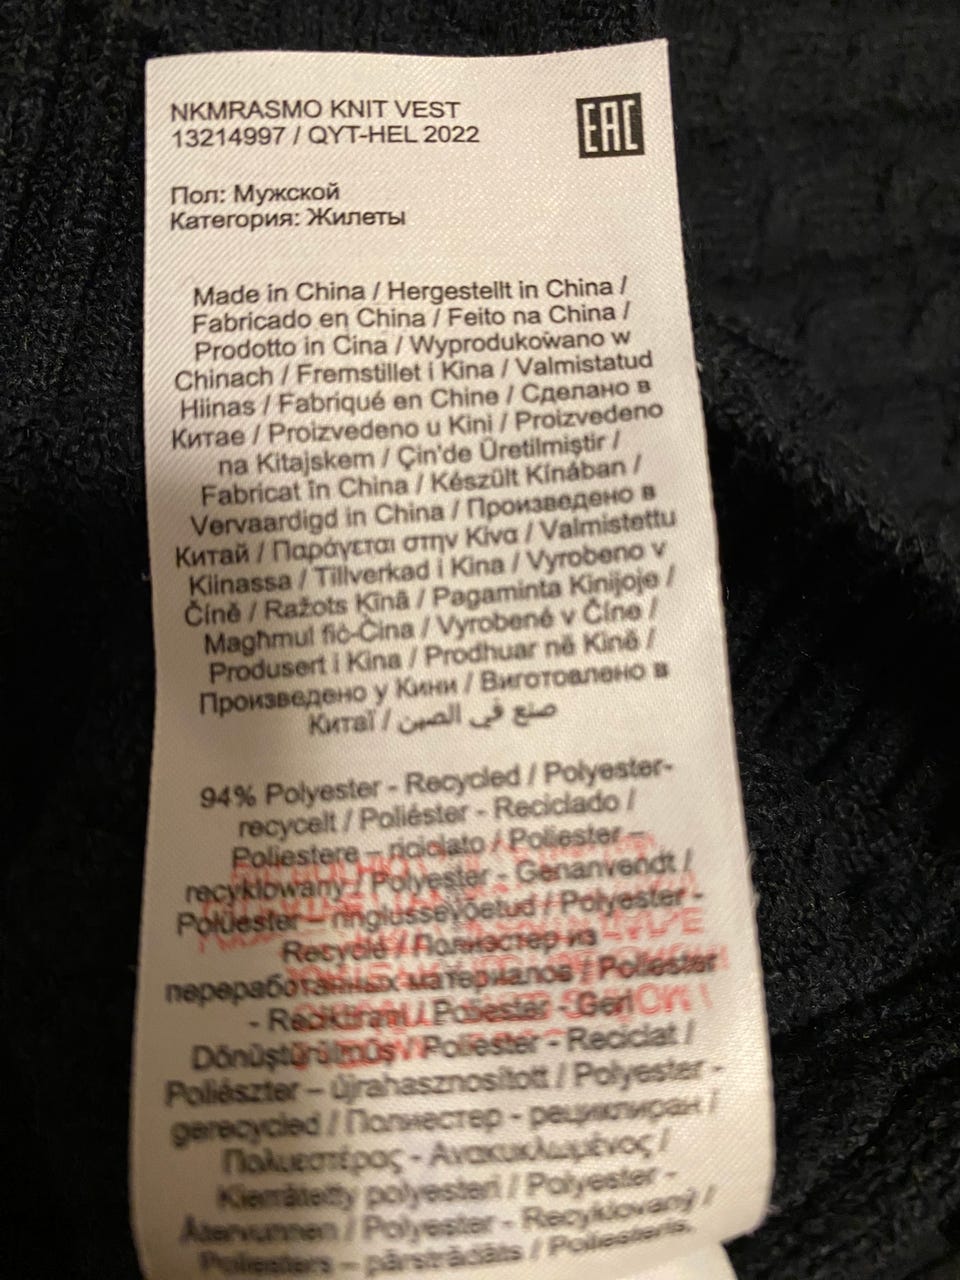 NKMRASMO KNIT VEST
13214997 / QYT-HEL 2022
EAC
Пол: Мужской
Категория: Жилеты
Made in China / Hergestellt in China /
Fabricado en China / Feito na China /
Prodotto in Cina / Wyprodukowano w
Chinach / Fremstillet i Kina / Valmistatud
Hiinas / Fabriqué en Chine / Сделано в
Китае / Proizvedeno u Kini / Proizvedeno
na Kitajskem / Çin'de Üretilmiştir /
Fabricat în China / Készült Kínában /
Vervaardigd in China / Произведено в
Китай / Παράγεται στην Κίνα / Valmistettu
Kiinassa / Tillverkad i Kina / Vyrobeno v
Číně / Ražots Ķīnā / Pagaminta Kinijoje /
Magħmul fiċ-Ċina / Vyrobené v Číne /
Produsert i Kina / Prodhuar në Kinë /
Произведено у Кини / Виготовлено в
Китаї / صنع في الصين
94% Polyester - Recycled / Polyester-
recycelt / Poliéster - Reciclado /
Poliestere – riciclato / Poliester –
recyklowany / Polyester - Genanvendt /
Polüester – ringlussevõetud / Polyester -
Recyclé / Полиэстер из
переработанных материалов / Poliester
- Reciklirani / Poliester - Geri
Dönüştürülmüş / Poliester - Reciclat /
Poliészter – újrahasznosított / Polyester -
gerecycled / Полиестер - рециклиран /
Πολυεστέρας - Ανακυκλωμένος /
Kierrätetty polyesteri / Polyester -
Återvunnen / Polyester - Recyklovaný /
Poliesters – pārstrādāts / Poliesteris,